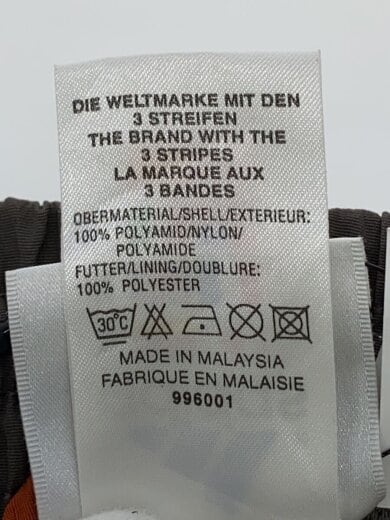 DIE WELTMARKE MIT DEN
3 STREIFEN
THE BRAND WITH THE
3 STRIPES
LA MARQUE AUX
3 BANDES
OBERMATERIAL/SHELL/EXTERIEUR:
100% POLYAMID/NYLON/
POLYAMIDE
FUTTER/LINING/DOUBLURE:
100% POLYESTER
30°C
MADE IN MALAYSIA
FABRIQUE EN MALAISIE
996001